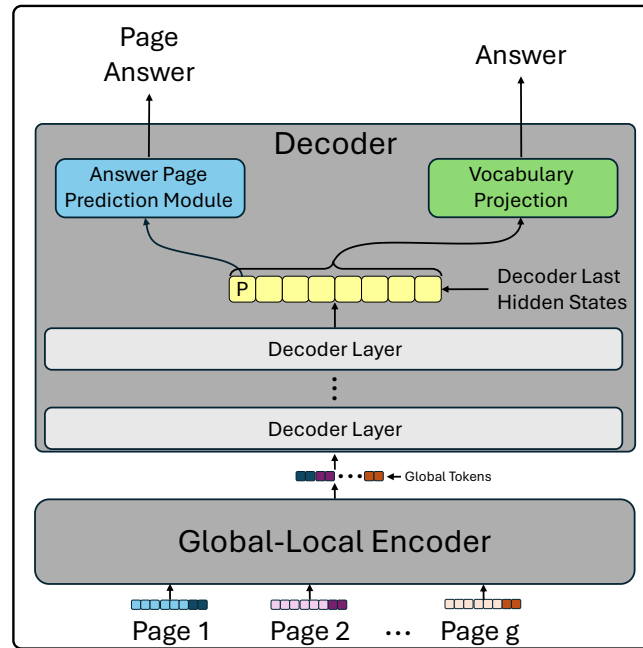 Page
Answer
Answer
Decoder
Answer Page
Prediction Module
Vocabulary
Projection
P
Decoder Last
Hidden States
Decoder Layer
Decoder Layer
Global Tokens
Global-Local Encoder
Page 1
Page 2
...
Page g